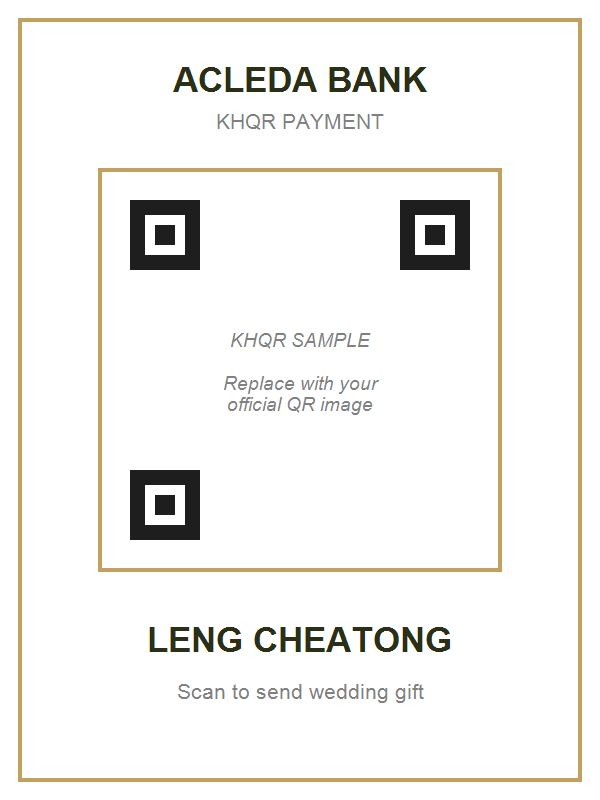 ACLEDA BANK
KHQR PAYMENT
KHQR SAMPLE
Replace with your
official QR image
LENG CHEATONG
Scan to send wedding gift